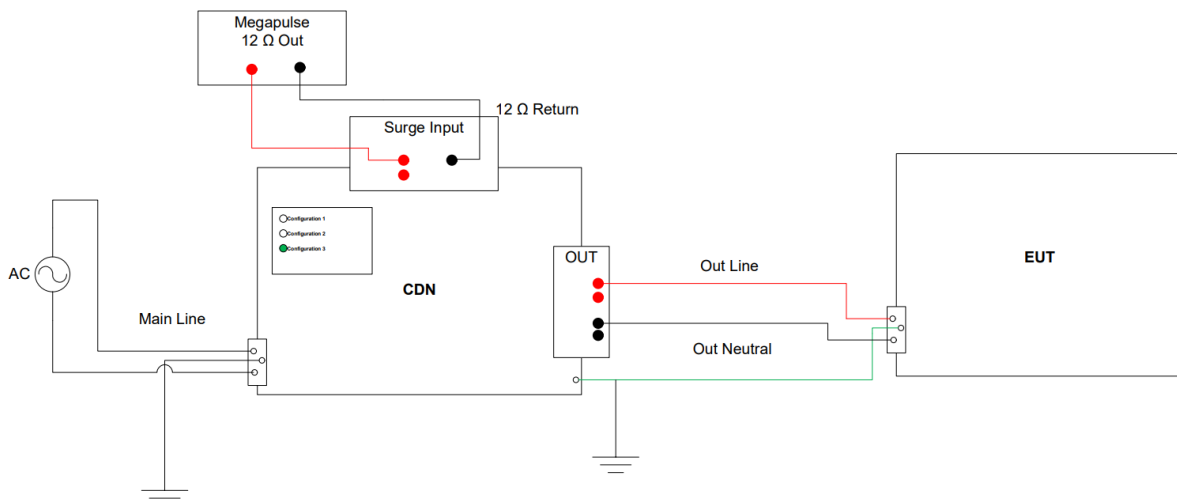 Megapulse
12 Ω Out
12 Ω Return
Surge Input
Configuration 1
Configuration 2
Configuration 3
AC
Main Line
CDN
OUT
Out Line
Out Neutral
EUT